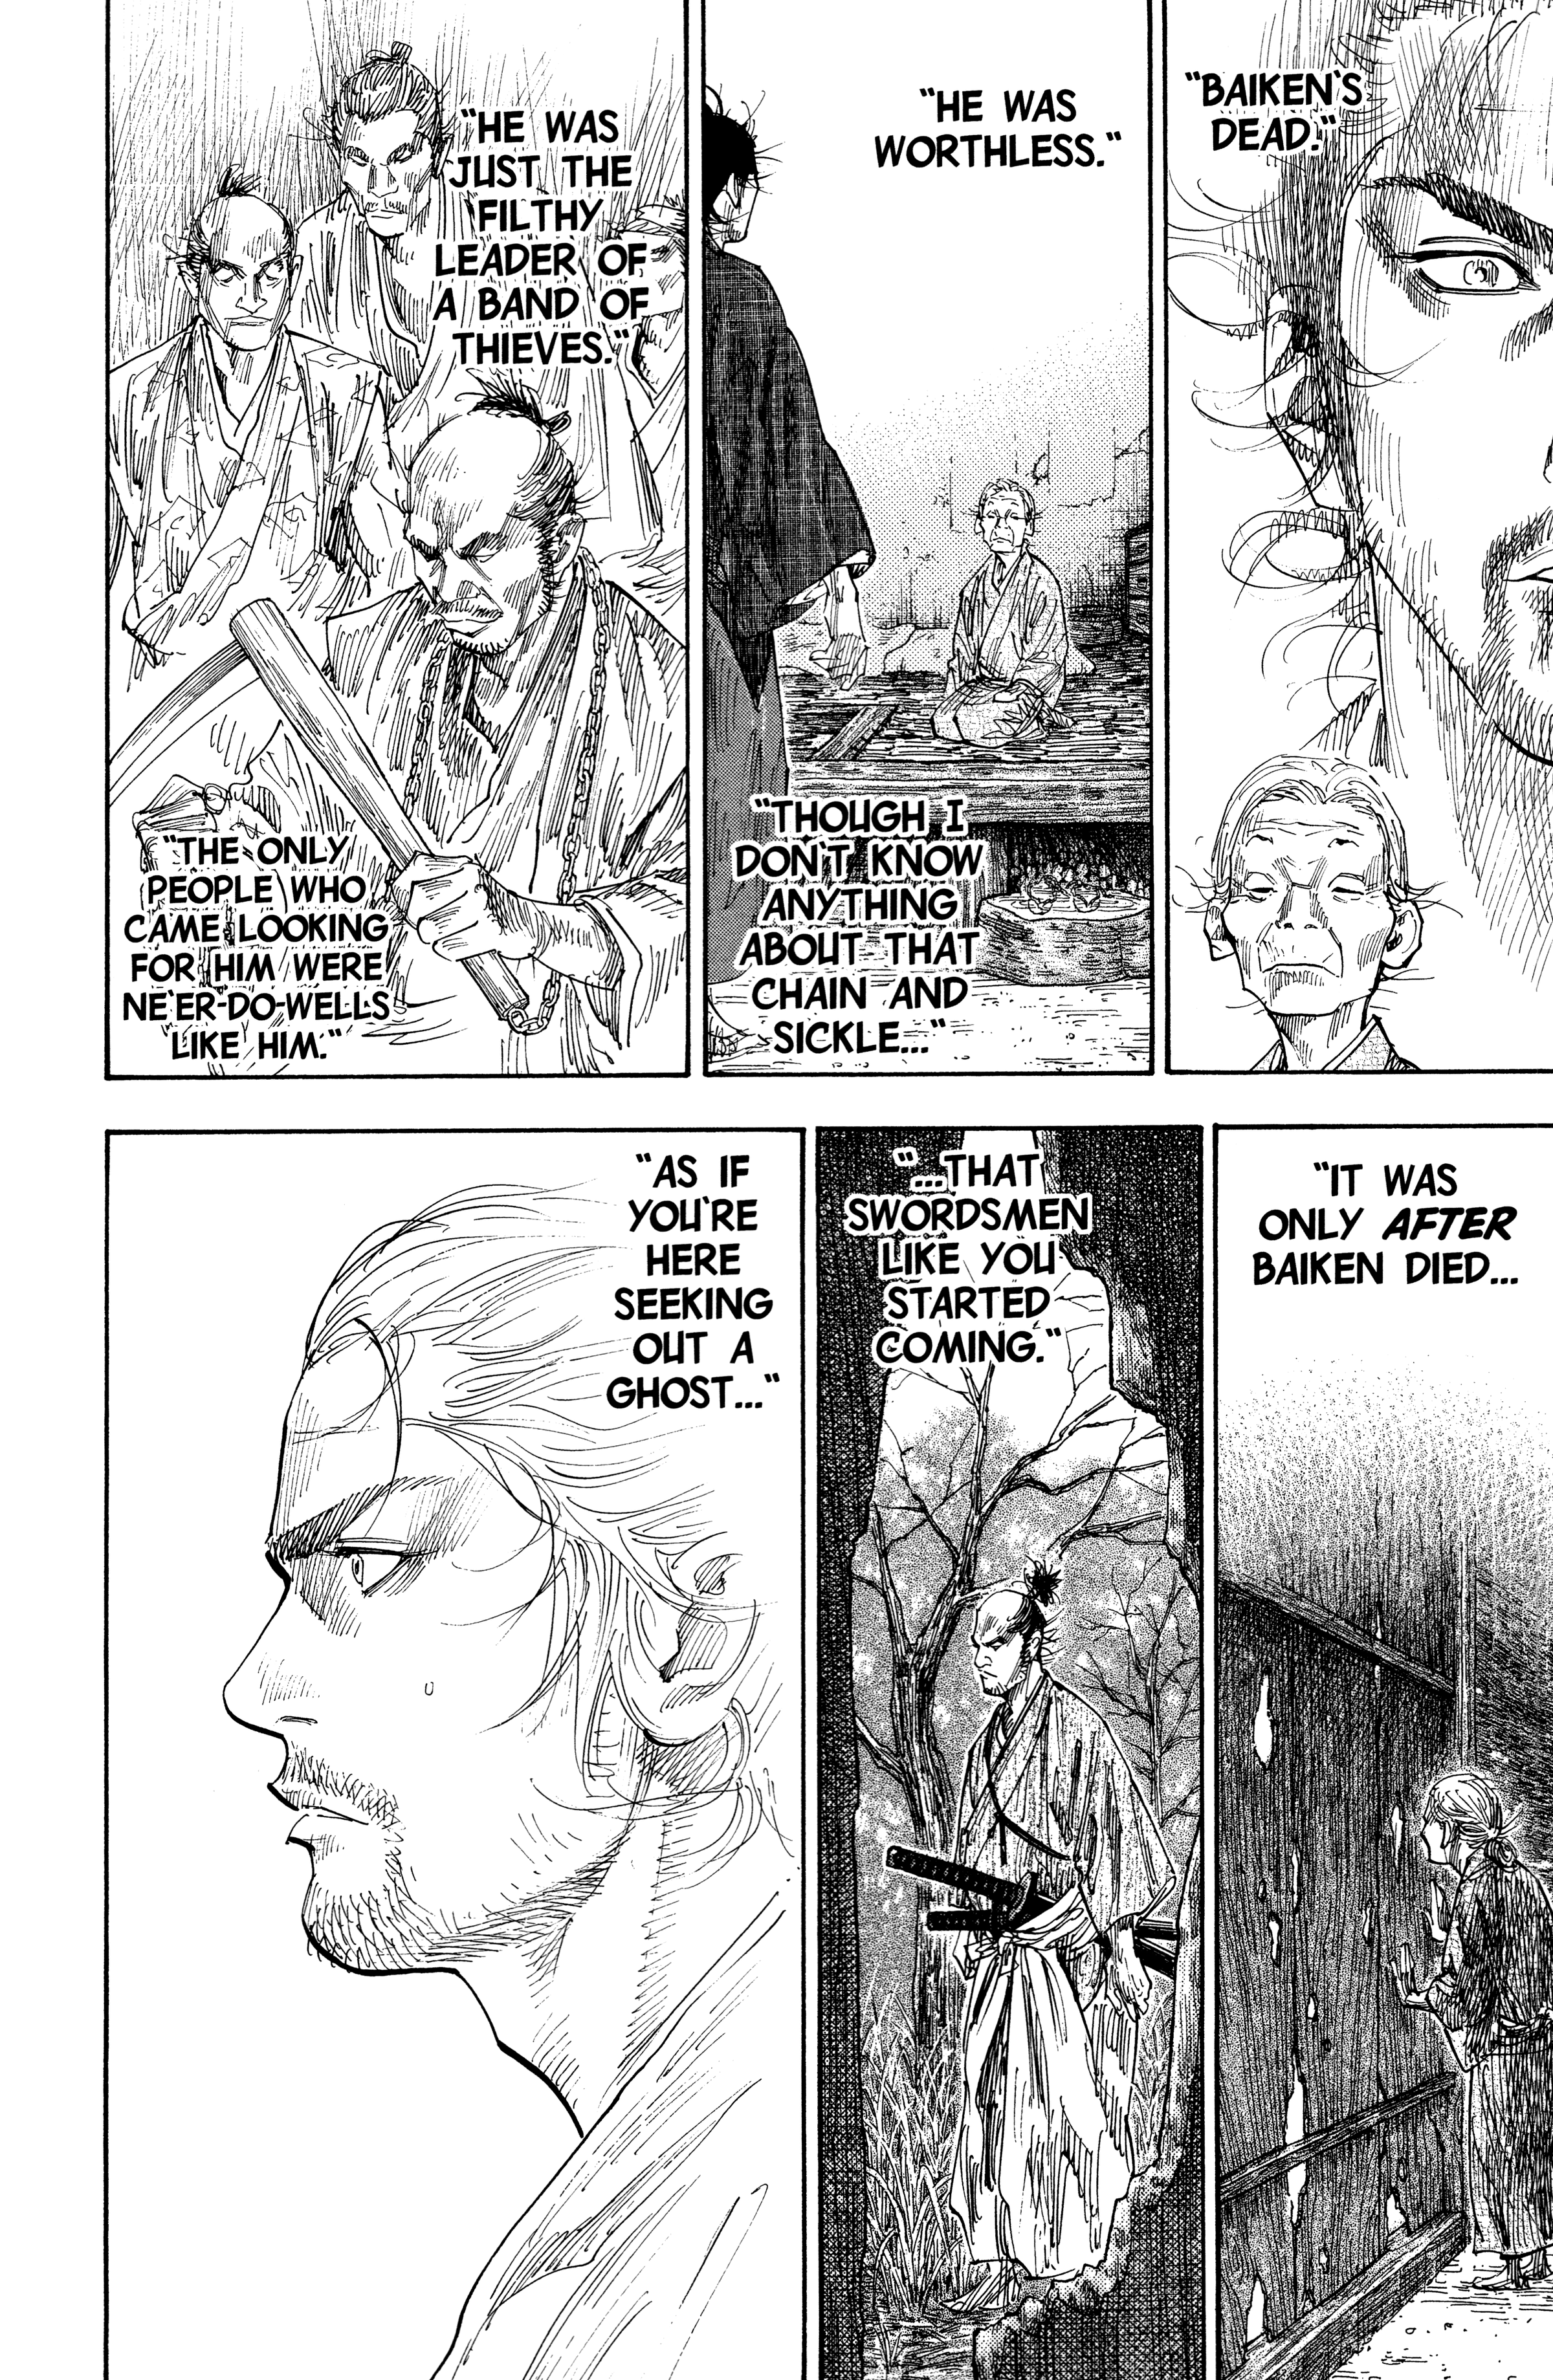 "BAIKEN'S
DEAD."
"HE WAS
WORTHLESS."
"THOUGH I
DON'T KNOW
ANYTHING
ABOUT THAT
CHAIN AND
SICKLE..."
"HE WAS
JUST THE
FILTHY
LEADER OF
A BAND OF
THIEVES."
"THE ONLY
PEOPLE WHO
CAME LOOKING
FOR HIM WERE
NE'ER-DO-WELLS
LIKE HIM."
"IT WAS
ONLY AFTER
BAIKEN DIED...
"...THAT
SWORDSMEN
LIKE YOU
STARTED
COMING."
"AS IF
YOU'RE
HERE
SEEKING
OUT A
GHOST..."